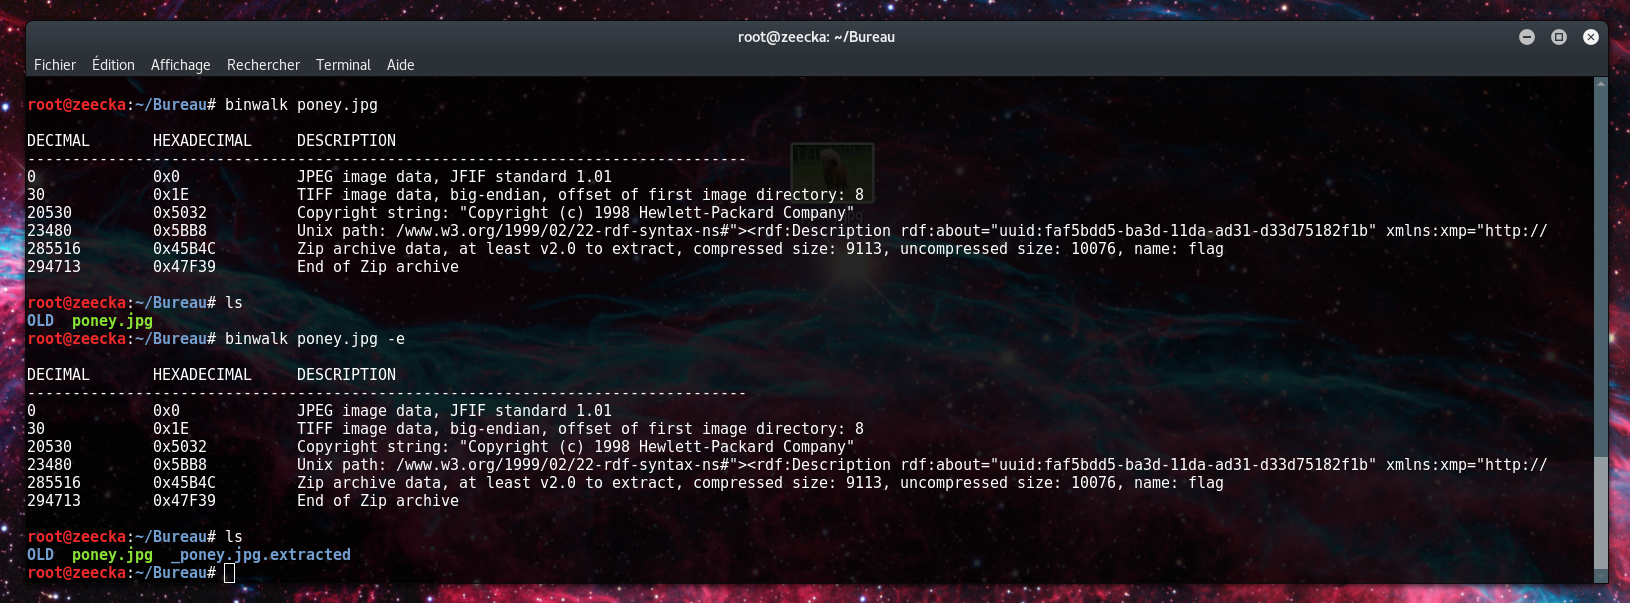 root@zeecka: ~/Bureau
Fichier Édition Affichage Rechercher Terminal Aide
root@zeecka:~/Bureau# binwalk poney.jpg
DECIMAL HEXADECIMAL DESCRIPTION
--------------------------------------------------------------------------------
0 0x0 JPEG image data, JFIF standard 1.01
30 0x1E TIFF image data, big-endian, offset of first image directory: 8
20530 0x5032 Copyright string: "Copyright (c) 1998 Hewlett-Packard Company"
23480 0x5BB8 Unix path: /www.w3.org/1999/02/22-rdf-syntax-ns#"><rdf:Description rdf:about="uuid:faf5bdd5-ba3d-11da-ad31-d33d75182f1b" xmlns:xmp="http://
285516 0x45B4C Zip archive data, at least v2.0 to extract, compressed size: 9113, uncompressed size: 10076, name: flag
294713 0x47F39 End of Zip archive
root@zeecka:~/Bureau# ls
OLD poney.jpg
root@zeecka:~/Bureau# binwalk poney.jpg -e
DECIMAL HEXADECIMAL DESCRIPTION
--------------------------------------------------------------------------------
0 0x0 JPEG image data, JFIF standard 1.01
30 0x1E TIFF image data, big-endian, offset of first image directory: 8
20530 0x5032 Copyright string: "Copyright (c) 1998 Hewlett-Packard Company"
23480 0x5BB8 Unix path: /www.w3.org/1999/02/22-rdf-syntax-ns#"><rdf:Description rdf:about="uuid:faf5bdd5-ba3d-11da-ad31-d33d75182f1b" xmlns:xmp="http://
285516 0x45B4C Zip archive data, at least v2.0 to extract, compressed size: 9113, uncompressed size: 10076, name: flag
294713 0x47F39 End of Zip archive
root@zeecka:~/Bureau# ls
OLD poney.jpg _poney.jpg.extracted
root@zeecka:~/Bureau#